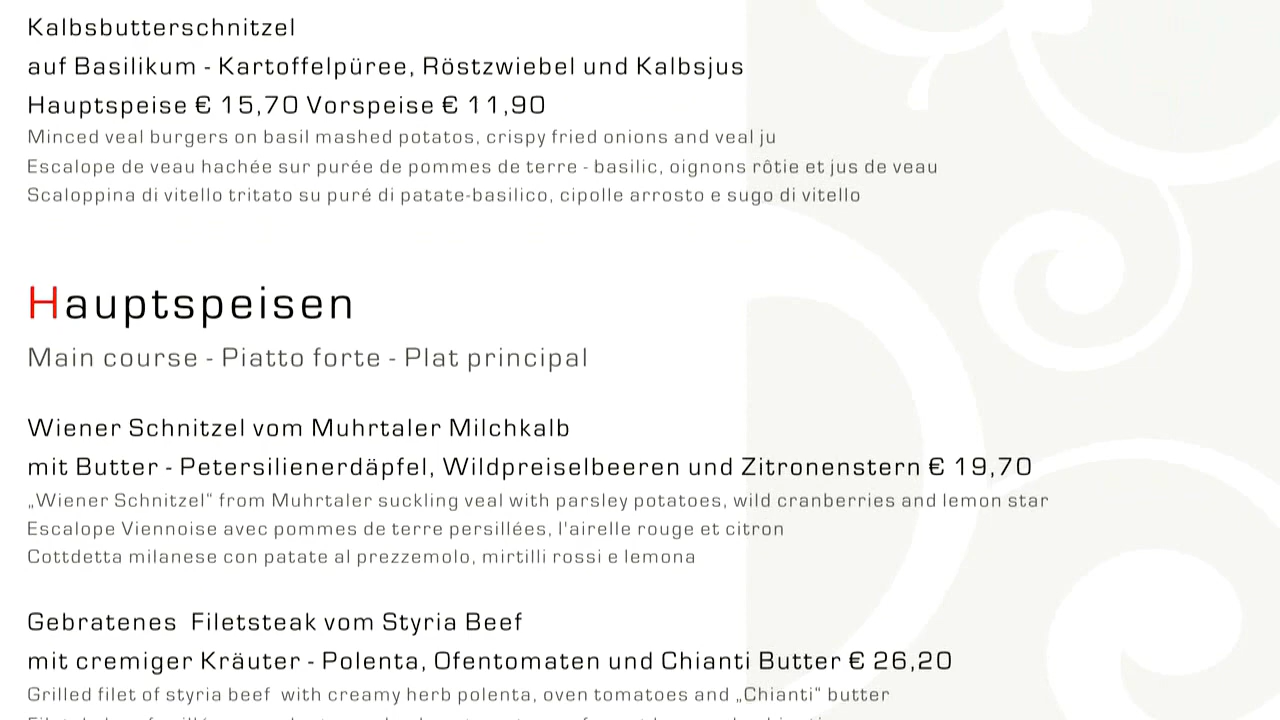 Kalbsbutterschnitzel
auf Basilikum - Kartoffelpüree, Röstzwiebel und Kalbsjus
Hauptspeise € 15,70 Vorspeise € 11,90
Minced veal burgers on basil mashed potatos, crispy fried onions and veal ju
Escalope de veau hachée sur purée de pommes de terre - basilic, oignons rôtie et jus de veau
Scaloppina di vitello tritato su puré di patate-basilico, cipolle arrosto e sugo di vitello
Hauptspeisen
Main course - Piatto forte - Plat principal
Wiener Schnitzel vom Muhrtaler Milchkalb
mit Butter - Petersilienerdäpfel, Wildpreiselbeeren und Zitronenstern € 19,70
„Wiener Schnitzel“ from Muhrtaler suckling veal with parsley potatoes, wild cranberries and lemon star
Escalope Viennoise avec pommes de terre persillées, l'airelle rouge et citron
Cottdetta milanese con patate al prezzemolo, mirtilli rossi e lemona
Gebratenes Filetsteak vom Styria Beef
mit cremiger Kräuter - Polenta, Ofentomaten und Chianti Butter € 26,20
Grilled filet of styria beef with creamy herb polenta, oven tomatoes and „Chianti“ butter